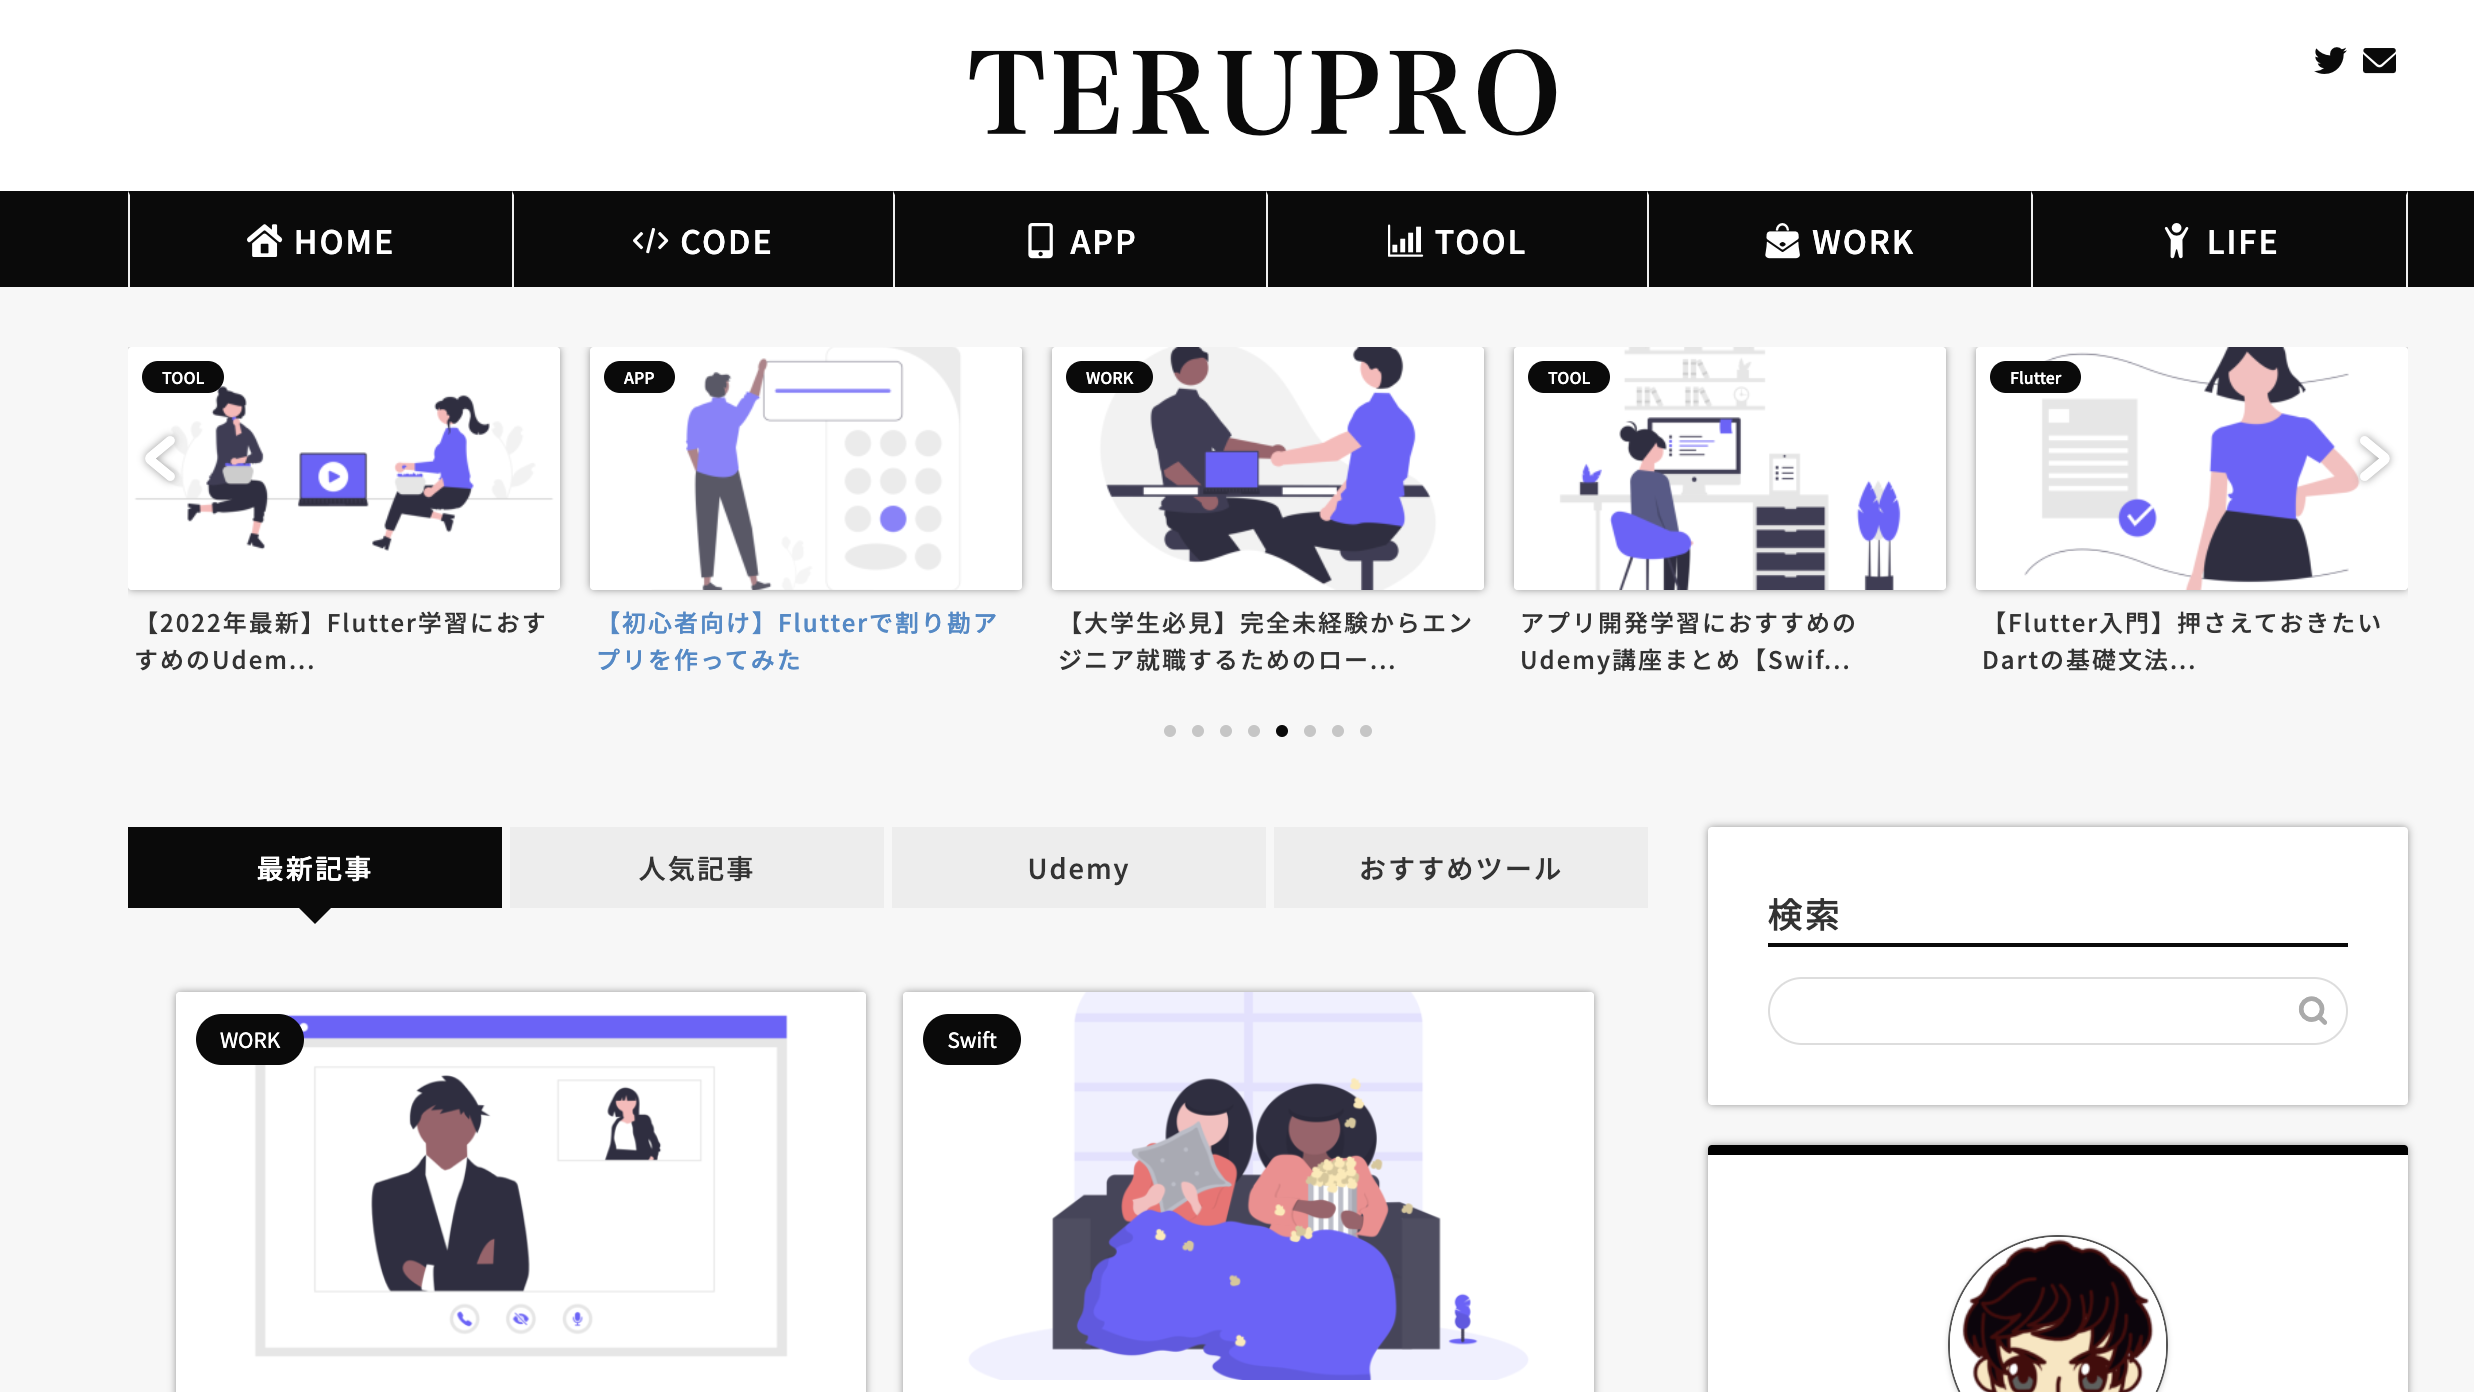 TERUPRO
HOME
CODE
APP
TOOL
WORK
LIFE
TOOL
【2022年最新】Flutter学習におす
すめのUdem...
APP
【初心者向け】Flutterで割り勘ア
プリを作ってみた
WORK
【大学生必見】完全未経験からエン
ジニア就職するためのロー...
TOOL
アプリ開発学習におすすめの
Udemy講座まとめ【Swif...
Flutter
【Flutter入門】押さえておきたい
Dartの基礎文法...
最新記事
人気記事
Udemy
おすすめツール
検索
WORK
Swift